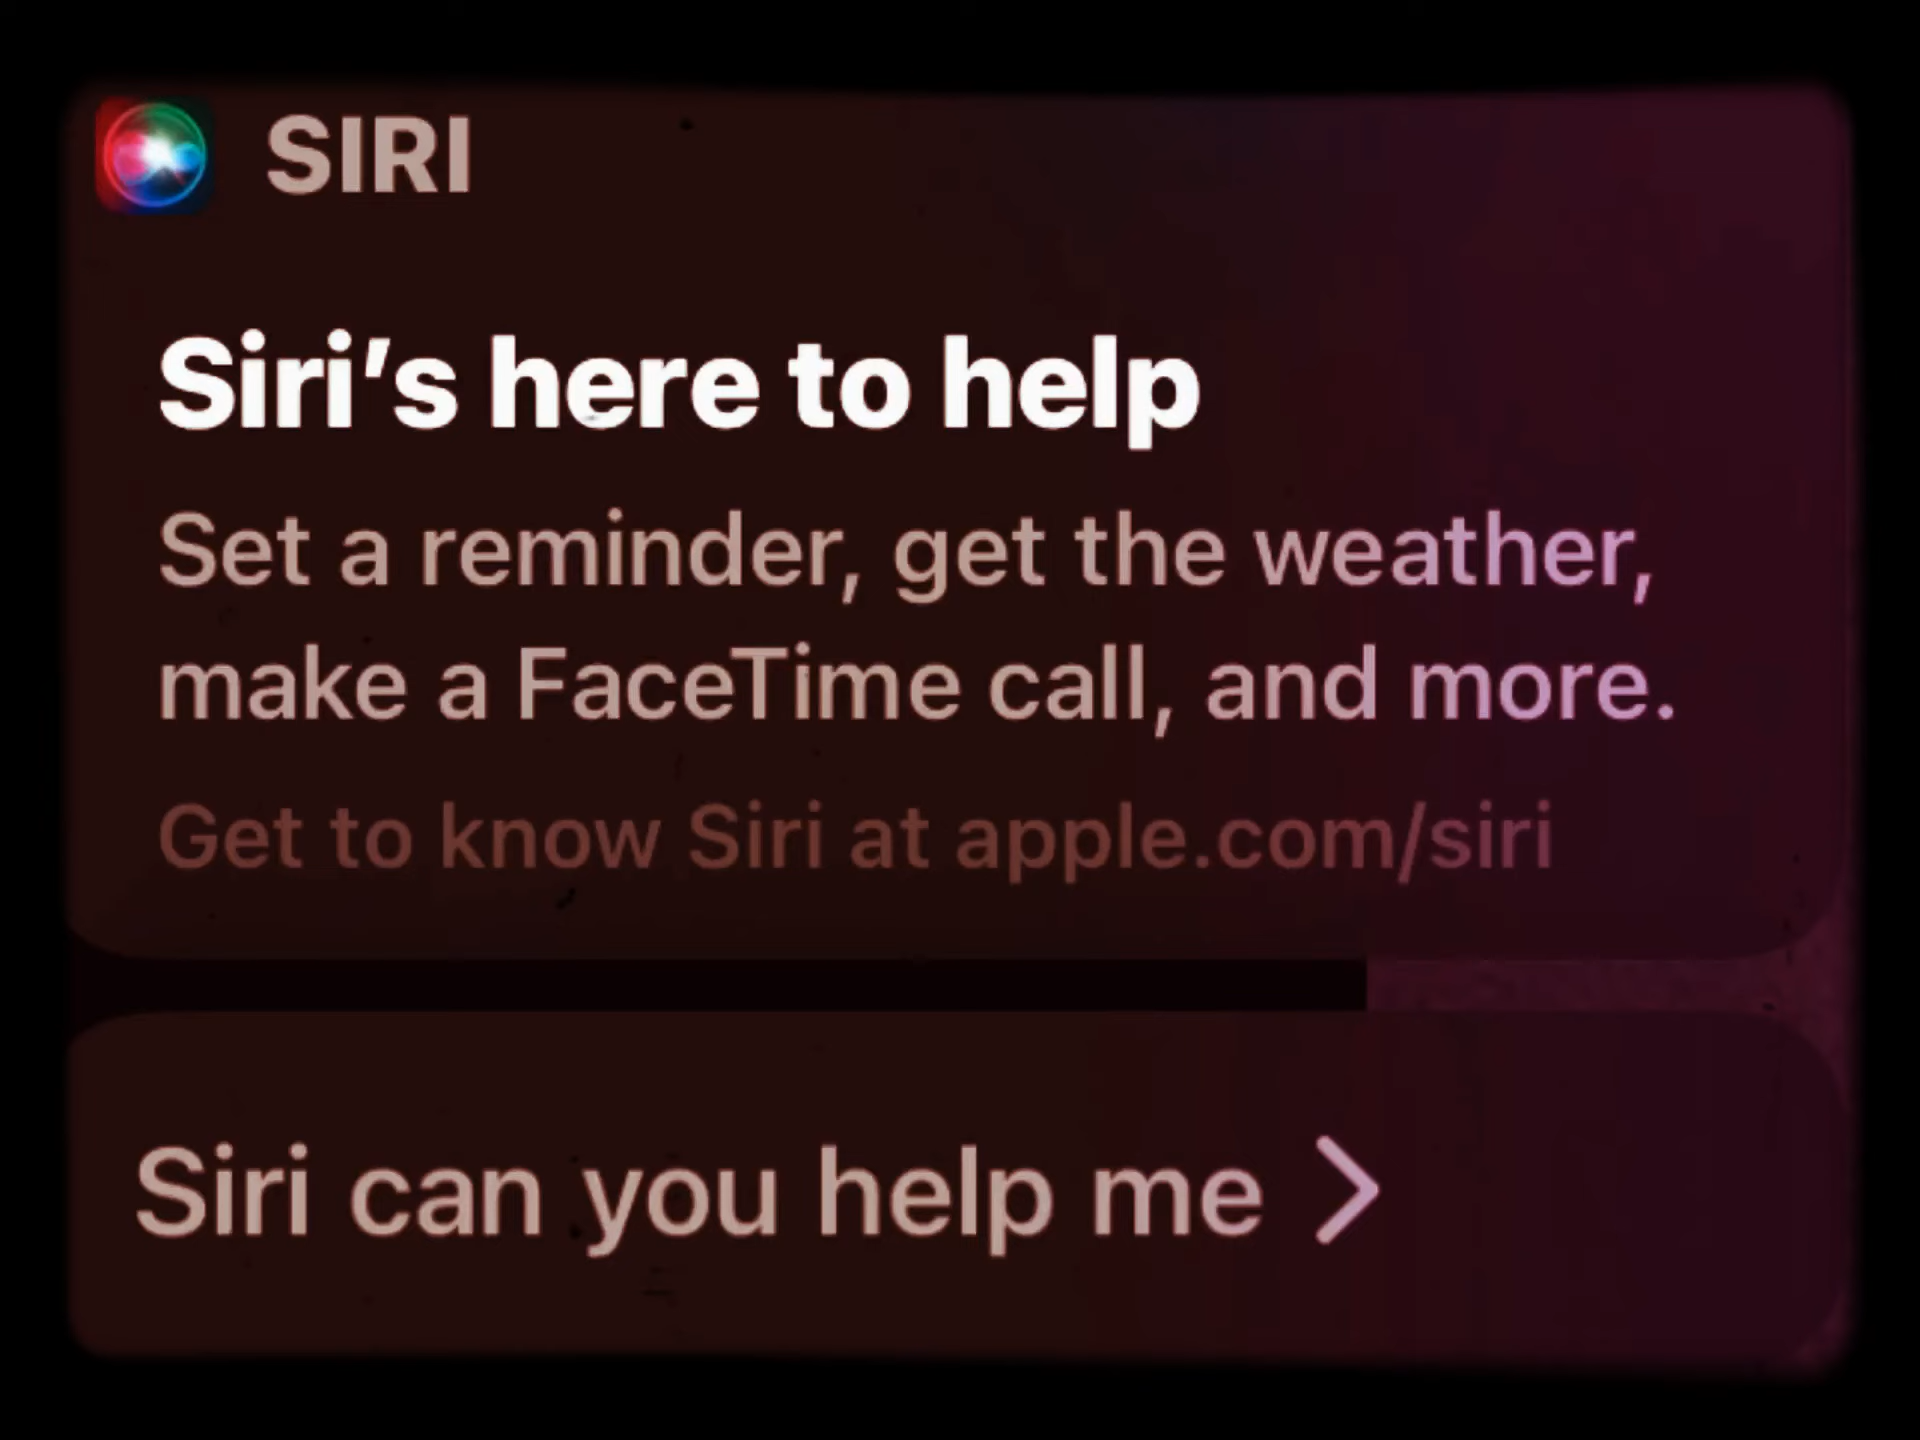 SIRI
Siri’s here to help
Set a reminder, get the weather,
make a FaceTime call, and more.
Get to know Siri at apple.com/siri
Siri can you help me